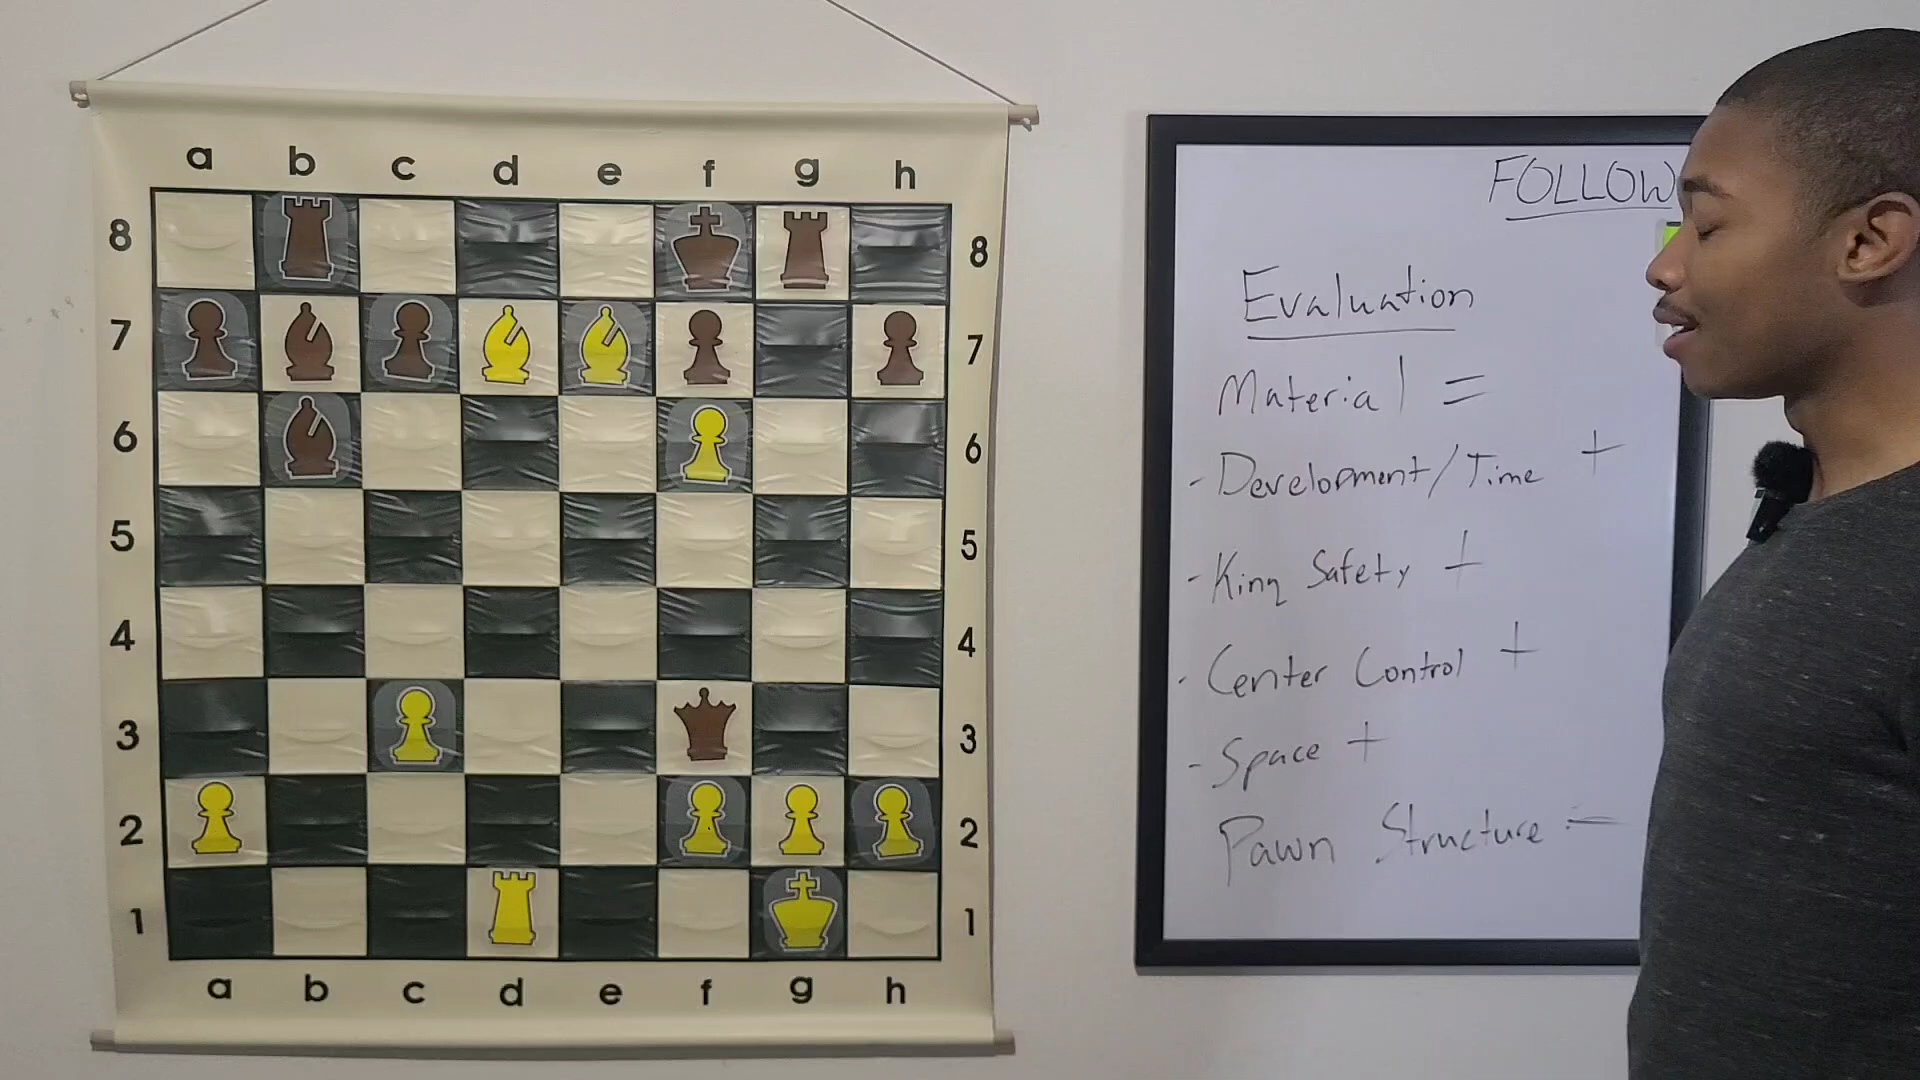 a b c d e f g h
8 8
7 7
6 6
5 5
4 4
3 3
2 2
1 1
a b c d e f g h
FOLLOW
Evaluation
Material =
- Development/Time +
- King Safety +
- Center Control +
- Space +
Pawn Structure =